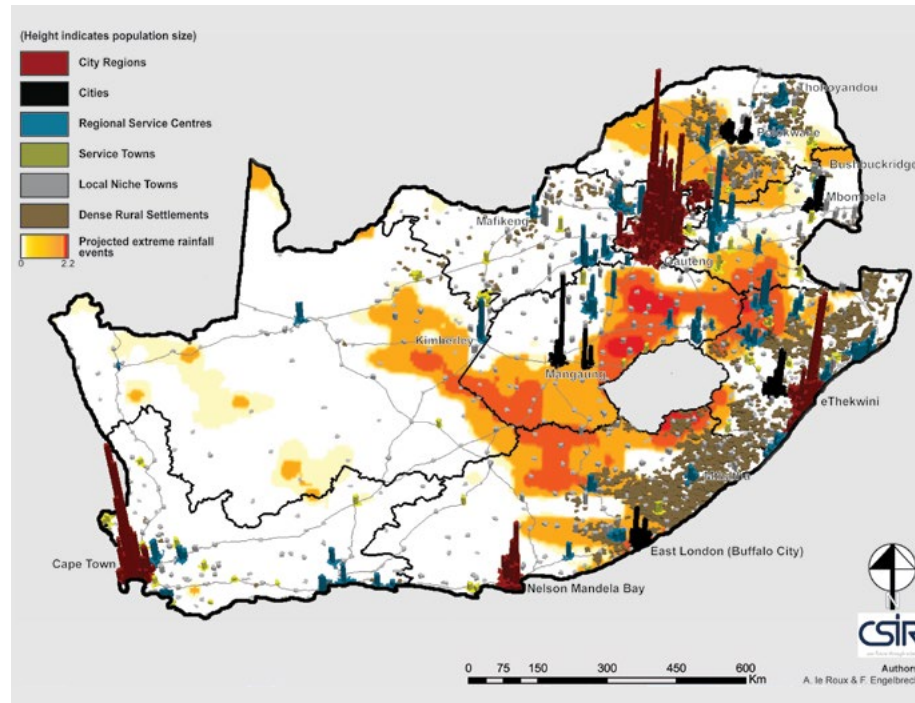 (Height indicates population size)
City Regions
Cities
Regional Service Centres
Service Towns
Local Niche Towns
Dense Rural Settlements
Projected extreme rainfall
events
0 2.2
Thohoyandou
Polokwane
Bushbuckridge
Mbombela
Mafikeng
Gauteng
Kimberley
Mangaung
eThekwini
East London (Buffalo City)
Cape Town
Nelson Mandela Bay
N
CSIR
0 75 150 300 450 600
Km
Authors
A. le Roux & F. Engelbrech